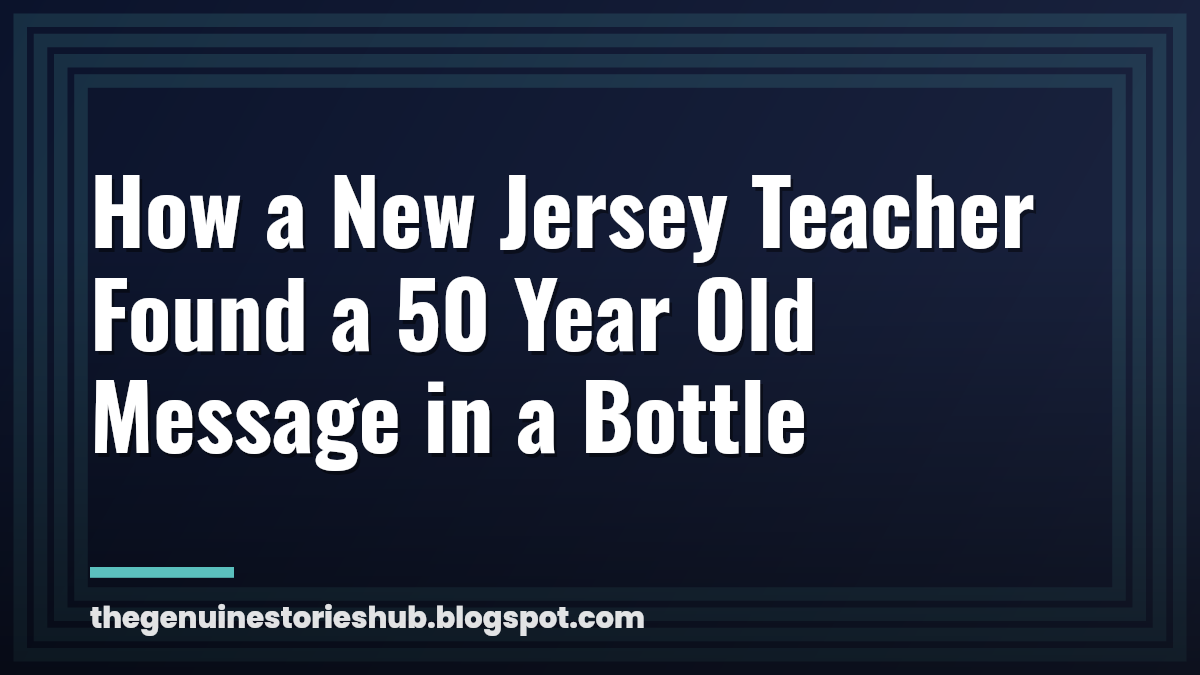 How a New Jersey Teacher
Found a 50 Year Old
Message in a Bottle
thegenuinestorieshub.blogspot.com